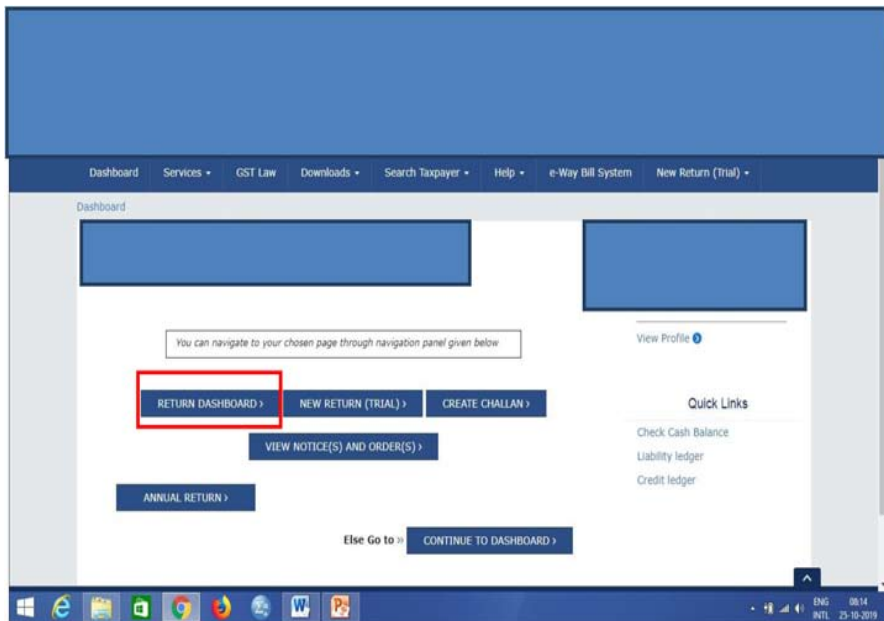 Dashboard Services GST Law Downloads Search Taxpayer Help e-Way Bill System New Return (Trial)
Dashboard
You can navigate to your chosen page through navigation panel given below
View Profile
RETURN DASHBOARD > NEW RETURN (TRIAL) > CREATE CHALLAN >
Quick Links
VIEW NOTICE(S) AND ORDER(S) >
Check Cash Balance
Liability ledger
Credit ledger
ANNUAL RETURN >
Else Go to » CONTINUE TO DASHBOARD >
ENG 08:14
INTL 25-10-2019